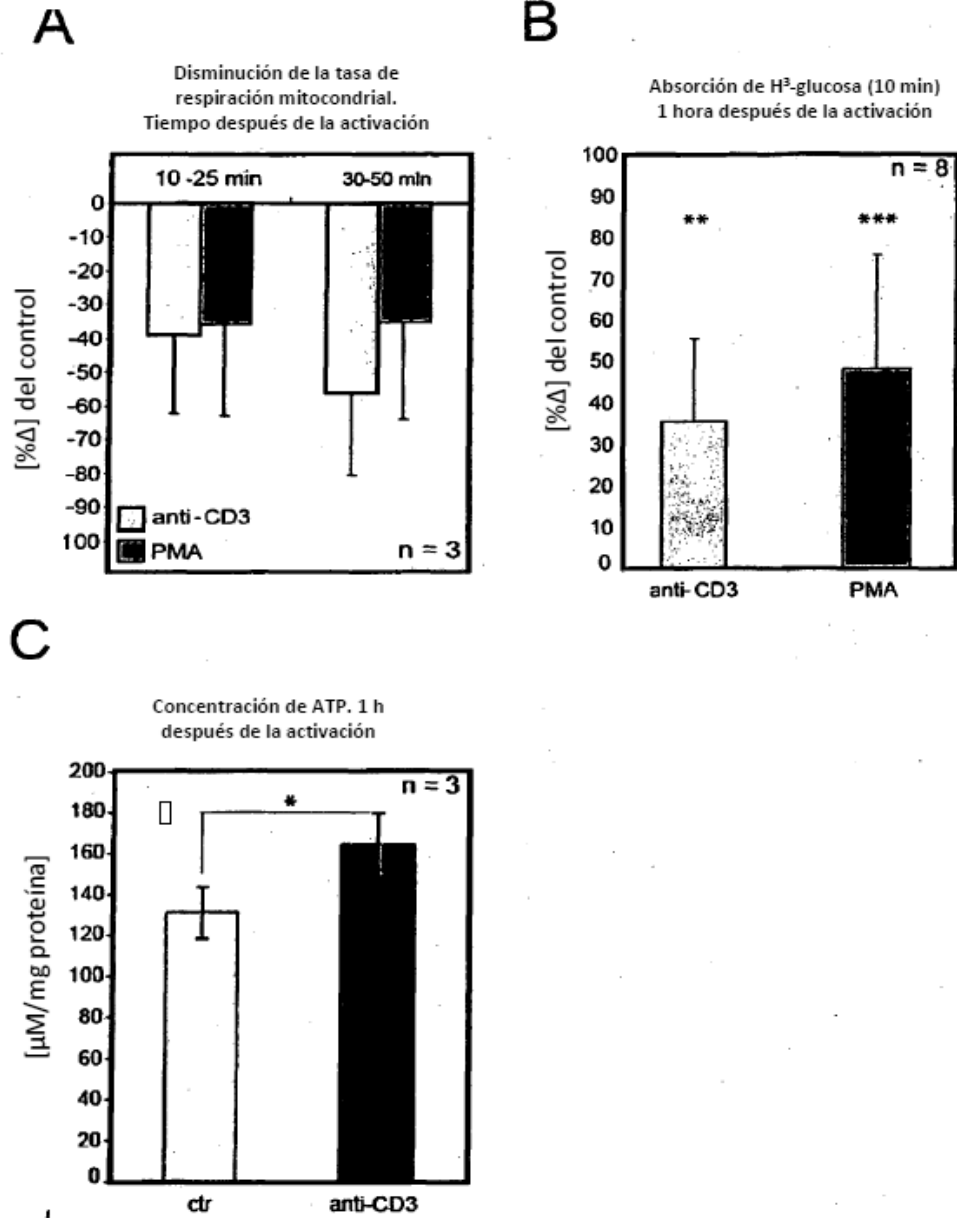 A
Disminución de la tasa de
respiración mitocondrial.
Tiempo después de la activación
10 -25 min
30-50 min
0
-10
-20
-30
-40
-50
-60
-70
-80
-90
100
[%Δ] del control
anti-CD3
PMA
n = 3
B
Absorción de H³-glucosa (10 min)
1 hora después de la activación
100
90
80
70
60
50
40
30
20
10
0
[%Δ] del control
n = 8
**
***
anti-CD3
PMA
C
Concentración de ATP. 1 h
después de la activación
200
180
160
140
120
100
80
60
40
20
0
[µM/mg proteína]
n = 3
*
ctr
anti-CD3